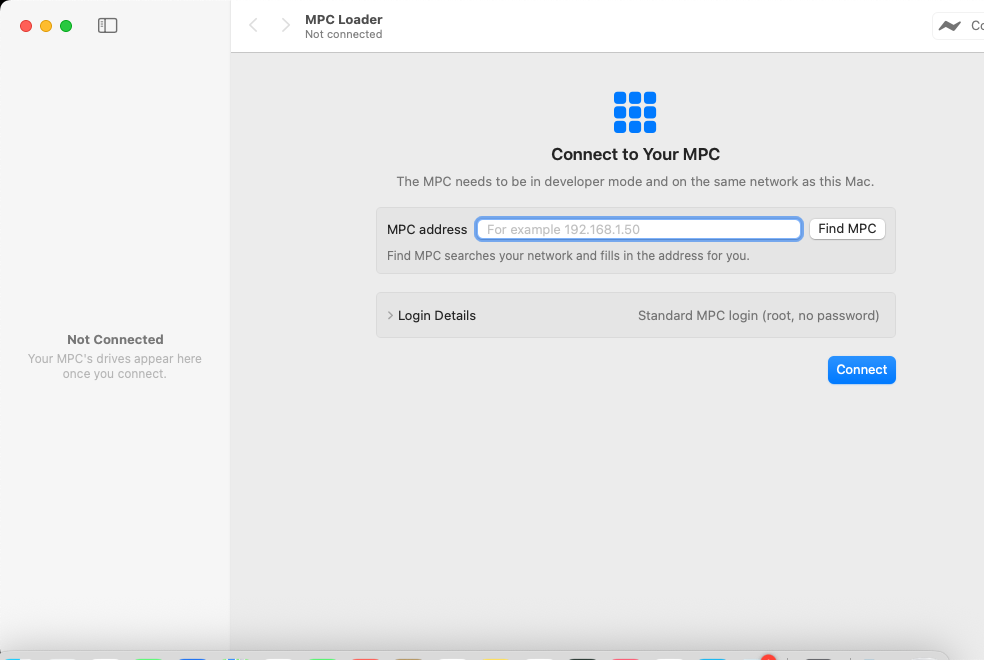 MPC Loader
Not connected
Co
Connect to Your MPC
The MPC needs to be in developer mode and on the same network as this Mac.
MPC address For example 192.168.1.50 Find MPC
Find MPC searches your network and fills in the address for you.
Login Details Standard MPC login (root, no password)
Not Connected
Your MPC's drives appear here
once you connect.
Connect